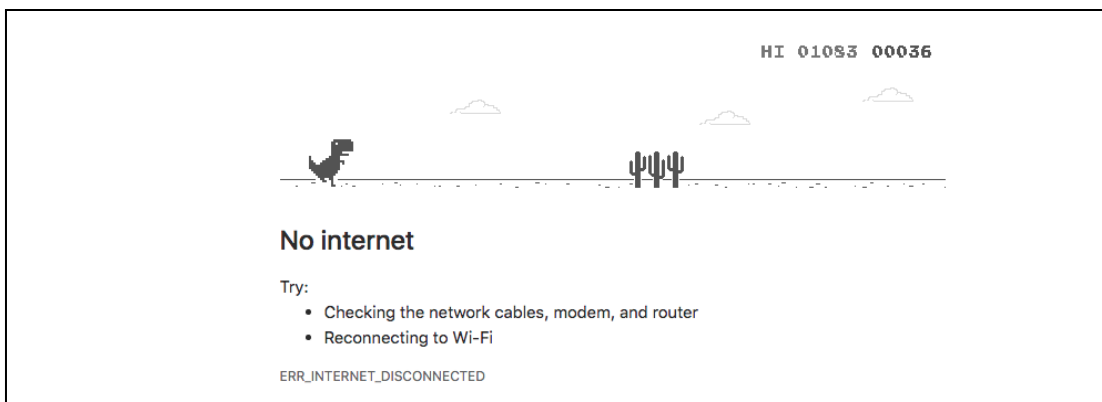 HI 01083 00036
No internet
Try:
• Checking the network cables, modem, and router
• Reconnecting to Wi-Fi
ERR_INTERNET_DISCONNECTED